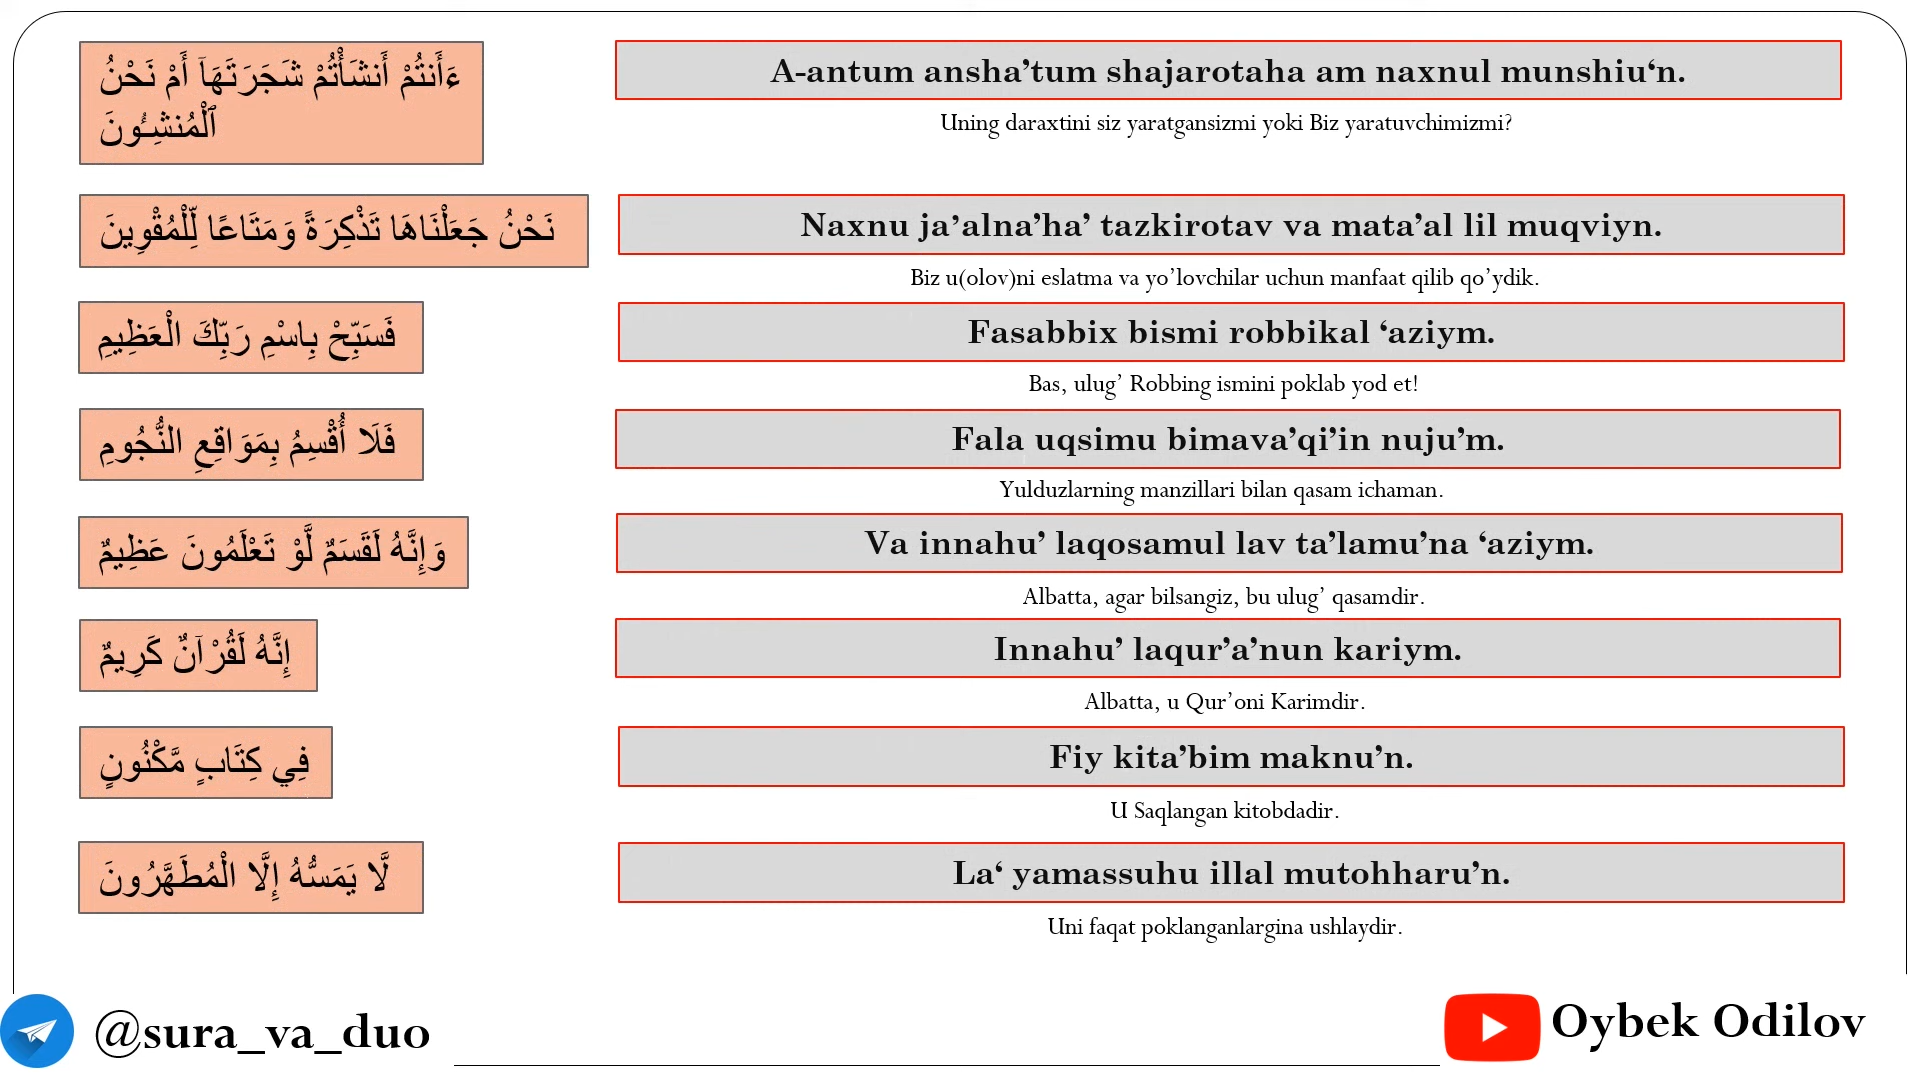 ءَأَنتُمْ أَنشَأْتُمْ شَجَرَتَهَآ أَمْ نَحْنُ
ٱلْمُنشِـُٔونَ
A-antum ansha’tum shajarotaha am naxnul munshiu‘n.
Uning daraxtini siz yaratgansizmi yoki Biz yaratuvchimizmi?
نَحْنُ جَعَلْنَاهَا تَذْكِرَةً وَمَتَاعًا لِّلْمُقْوِينَ
Naxnu ja’alna’ha’ tazkirotav va mata’al lil muqviyn.
Biz u(olov)ni eslatma va yo’lovchilar uchun manfaat qilib qo’ydik.
فَسَبِّحْ بِاسْمِ رَبِّكَ الْعَظِيمِ
Fasabbix bismi robbikal ‘aziym.
Bas, ulug’ Robbing ismini poklab yod et!
فَلَا أُقْسِمُ بِمَوَاقِعِ النُّجُومِ
Fala uqsimu bimava’qi’in nuju’m.
Yulduzlarning manzillari bilan qasam ichaman.
وَإِنَّهُ لَقَسَمٌ لَّوْ تَعْلَمُونَ عَظِيمٌ
Va innahu’ laqosamul lav ta’lamu’na ‘aziym.
Albatta, agar bilsangiz, bu ulug’ qasamdir.
إِنَّهُ لَقُرْآنٌ كَرِيمٌ
Innahu’ laqur’a’nun kariym.
Albatta, u Qur’oni Karimdir.
فِي كِتَابٍ مَّكْنُونٍ
Fiy kita’bim maknu’n.
U Saqlangan kitobdadir.
لَّا يَمَسُّهُ إِلَّا الْمُطَهَّرُونَ
La‘ yamassuhu illal mutohharu’n.
Uni faqat poklanganlargina ushlaydir.
@sura_va_duo
Oybek Odilov